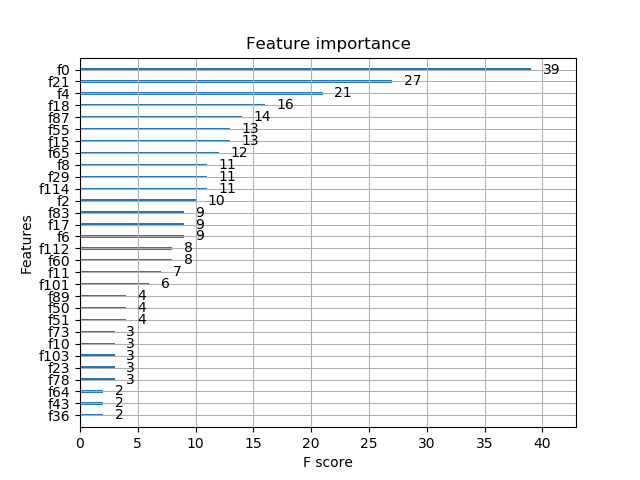 Feature importance
f0 39
f21 27
f4 21
f18 16
f87 14
f55 13
f15 13
f65 12
f8 11
f29 11
f114 11
f2 10
f83 9
f17 9
f6 9
f112 8
f60 8
f11 7
f101 6
f89 4
f50 4
f51 4
f73 3
f10 3
f103 3
f23 3
f78 3
f64 2
f43 2
f36 2
Features
0 5 10 15 20 25 30 35 40
F score